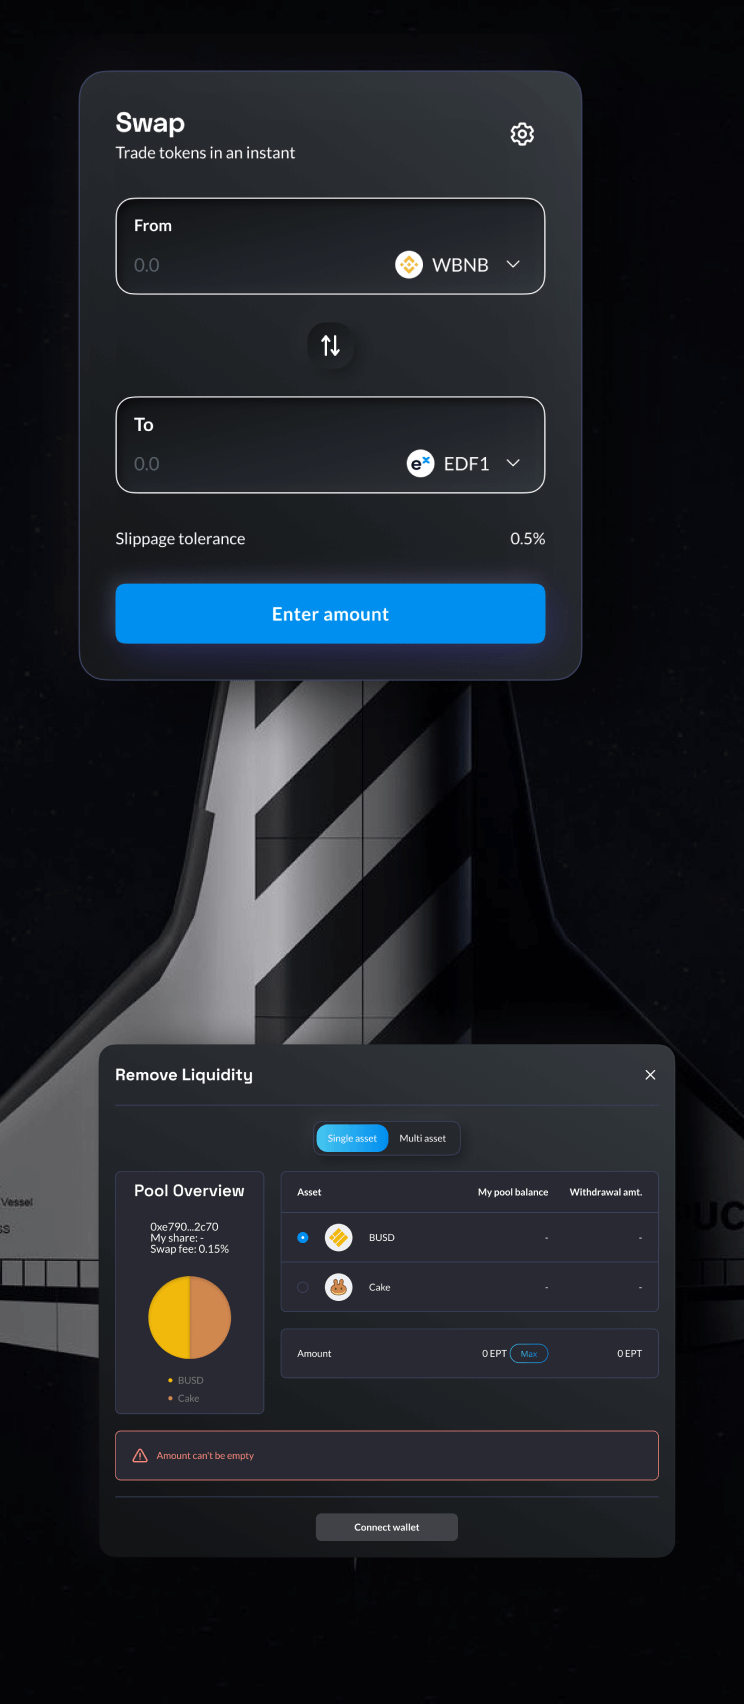 Swap
Trade tokens in an instant
From
0.0
WBNB
To
0.0
eˣ
EDF1
Slippage tolerance
0.5%
Enter amount
Remove Liquidity
Single asset
Multi asset
Vessel
SS
UC
Pool Overview
0xe790...2c70
My share: -
Swap fee: 0.15%
BUSD
Cake
Asset
My pool balance
Withdrawal amt.
BUSD
-
-
Cake
-
-
Amount
0 EPT
Max
0 EPT
Amount can't be empty
Connect wallet